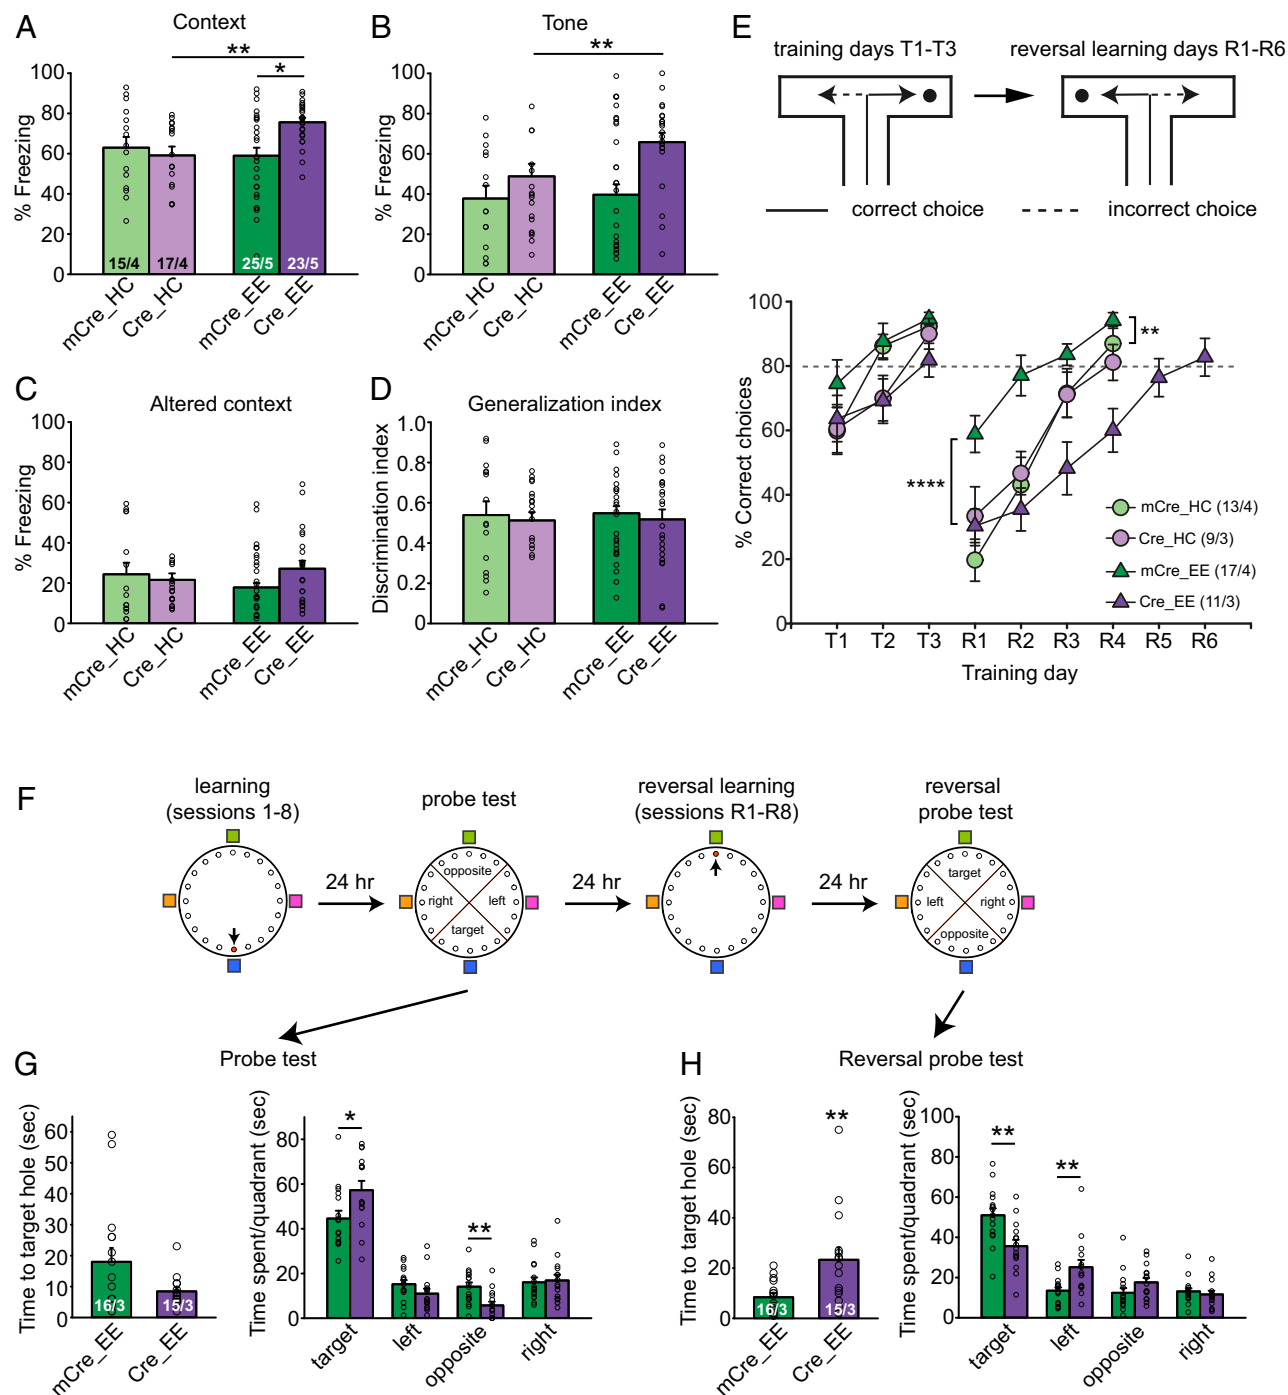 A
Context
**
*
% Freezing
100
80
60
40
20
0
15/4
17/4
25/5
23/5
mCre_HC
Cre_HC
mCre_EE
Cre_EE
B
Tone
**
% Freezing
100
80
60
40
20
0
mCre_HC
Cre_HC
mCre_EE
Cre_EE
C
Altered context
% Freezing
100
80
60
40
20
0
mCre_HC
Cre_HC
mCre_EE
Cre_EE
D
Generalization index
Discrimination index
1.0
0.8
0.6
0.4
0.2
0
mCre_HC
Cre_HC
mCre_EE
Cre_EE
E
training days T1-T3
reversal learning days R1-R6
correct choice
incorrect choice
% Correct choices
100
80
60
40
20
0
**
****
mCre_HC (13/4)
Cre_HC (9/3)
mCre_EE (17/4)
Cre_EE (11/3)
T1 T2 T3 R1 R2 R3 R4 R5 R6
Training day
F
learning
(sessions 1-8)
24 hr
probe test
opposite
right
left
target
24 hr
reversal learning
(sessions R1-R8)
24 hr
reversal
probe test
target
left
right
opposite
G
Probe test
Time to target hole (sec)
60
50
40
30
20
10
0
16/3
15/3
mCre_EE
Cre_EE
Time spent/quadrant (sec)
80
60
40
20
0
*
**
target
left
opposite
right
H
Reversal probe test
Time to target hole (sec)
80
60
40
20
0
**
16/3
15/3
mCre_EE
Cre_EE
Time spent/quadrant (sec)
100
80
60
40
20
0
**
**
target
left
opposite
right